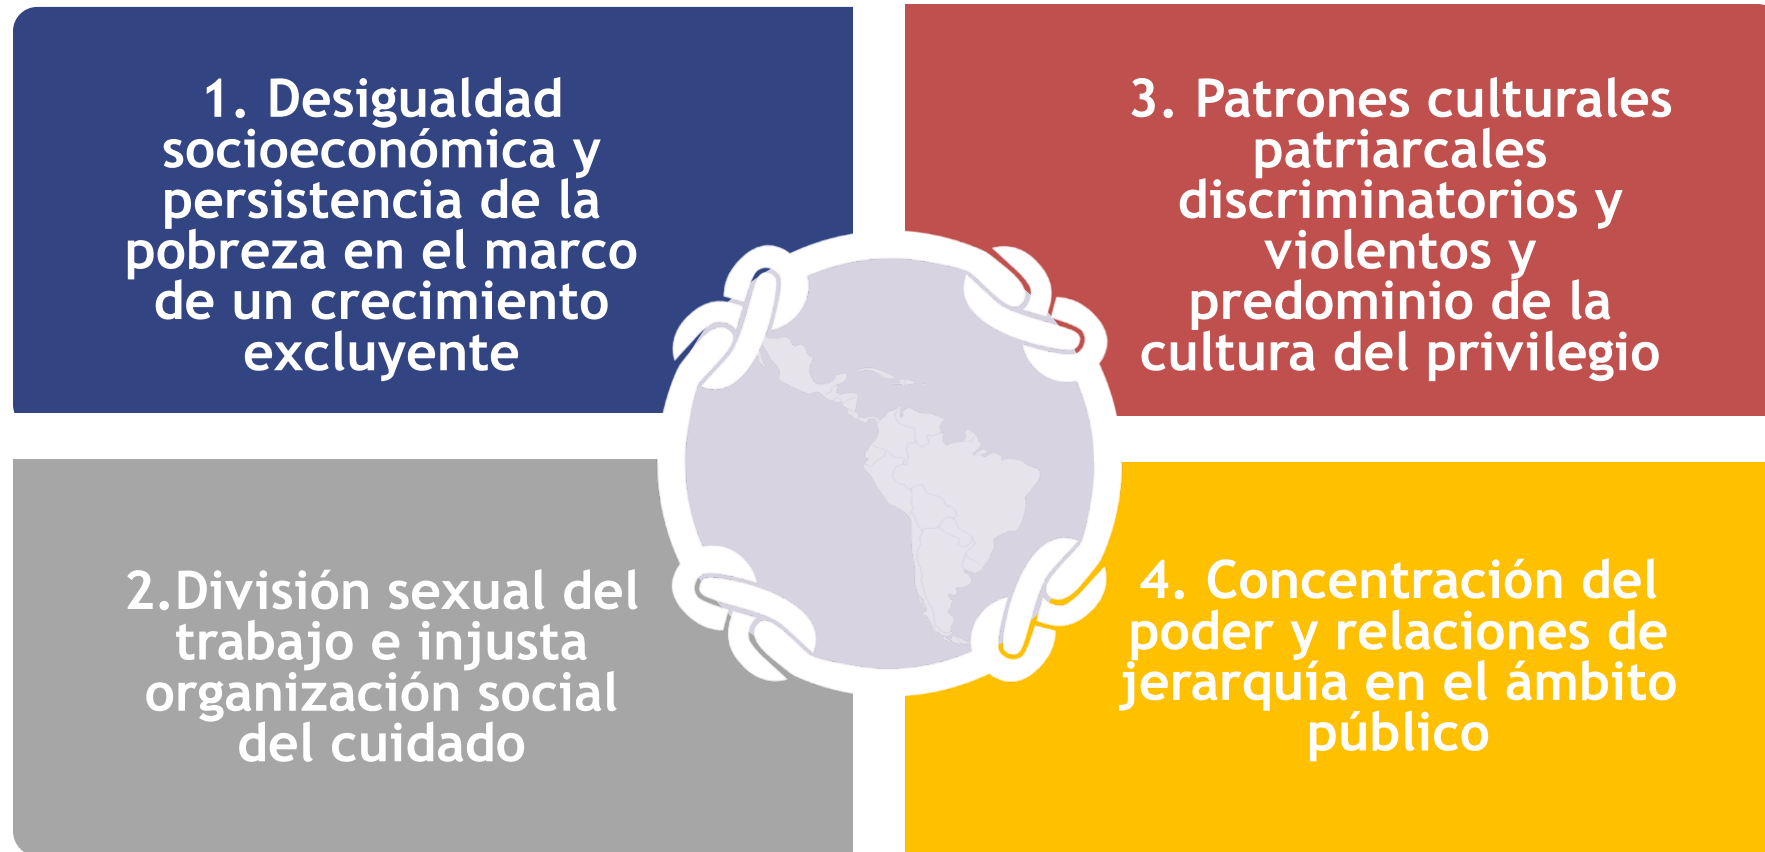 1. Desigualdad
socioeconómica y
persistencia de la
pobreza en el marco
de un crecimiento
excluyente
2.División sexual del
trabajo e injusta
organización social
del cuidado
3. Patrones culturales
patriarcales
discriminatorios y
violentos y
predominio de la
cultura del privilegio
4. Concentración del
poder y relaciones de
jerarquía en el ámbito
público